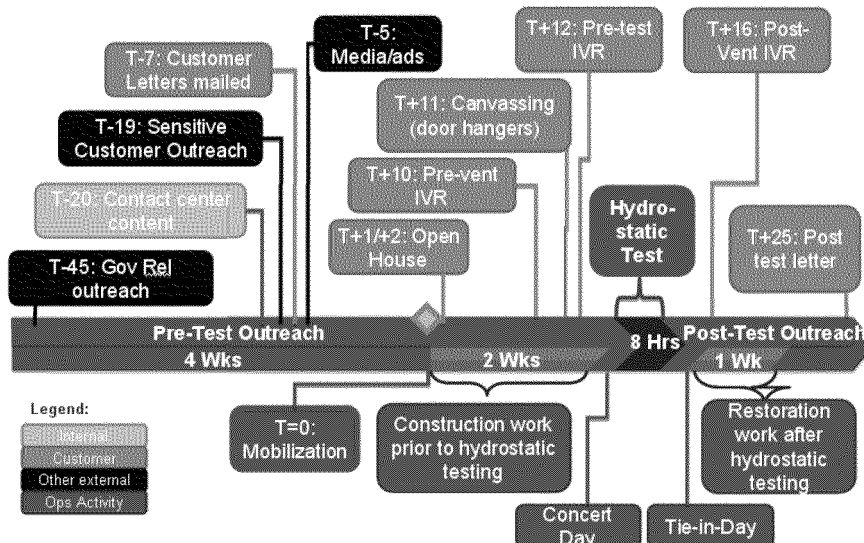 T-7: Customer
Letters mailed
T-5:
Media/ads
T+12: Pre-test
IVR
T+16: Post-
Vent IVR
T-19: Sensitive
Customer Outreach
T+11: Canvassing
(door hangers)
T-20: Contact center
content
T+10: Pre-vent
IVR
Hydro-
static
Test
T+1/+2: Open
House
T+25: Post
test letter
T-45: Gov Rel
outreach
Pre-Test Outreach
4 Wks
2 Wks
8 Hrs
Post-Test Outreach
1 Wk
Legend:
Internal
Customer
Other external
Ops Activity
T=0:
Mobilization
Construction work
prior to hydrostatic
testing
Restoration
work after
hydrostatic
testing
Concert
Day
Tie-in-Day